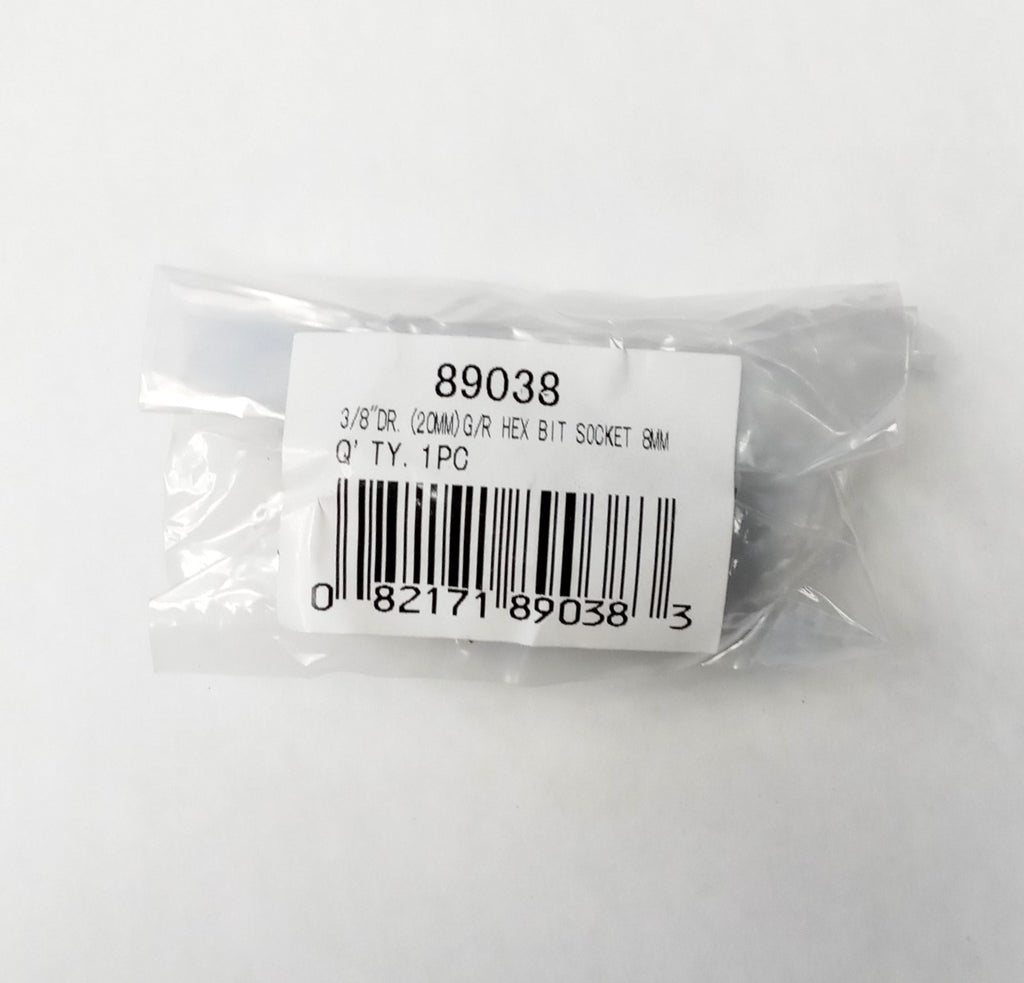 89038
3/8"DR. (20MM)G/R HEX BIT SOCKET 8MM
Q' TY. 1PC
0 82171 89038 3